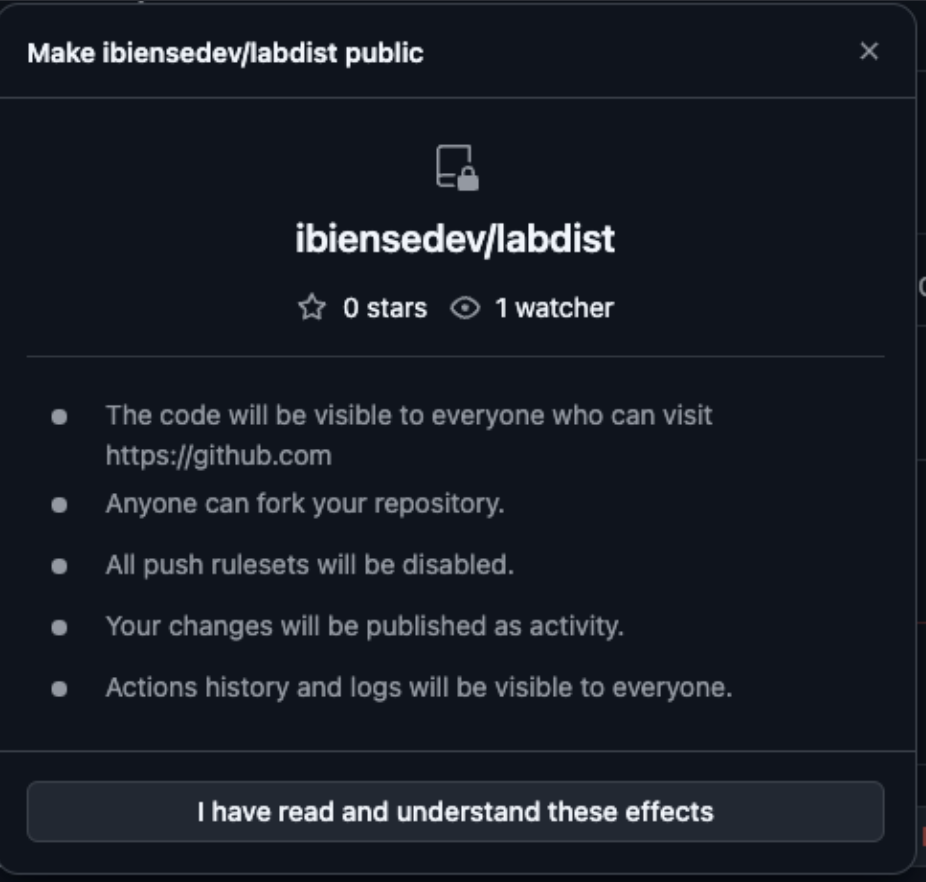 Make ibiensedev/labdist public
ibiensedev/labdist
0 stars 1 watcher
The code will be visible to everyone who can visit
https://github.com
Anyone can fork your repository.
All push rulesets will be disabled.
Your changes will be published as activity.
Actions history and logs will be visible to everyone.
I have read and understand these effects